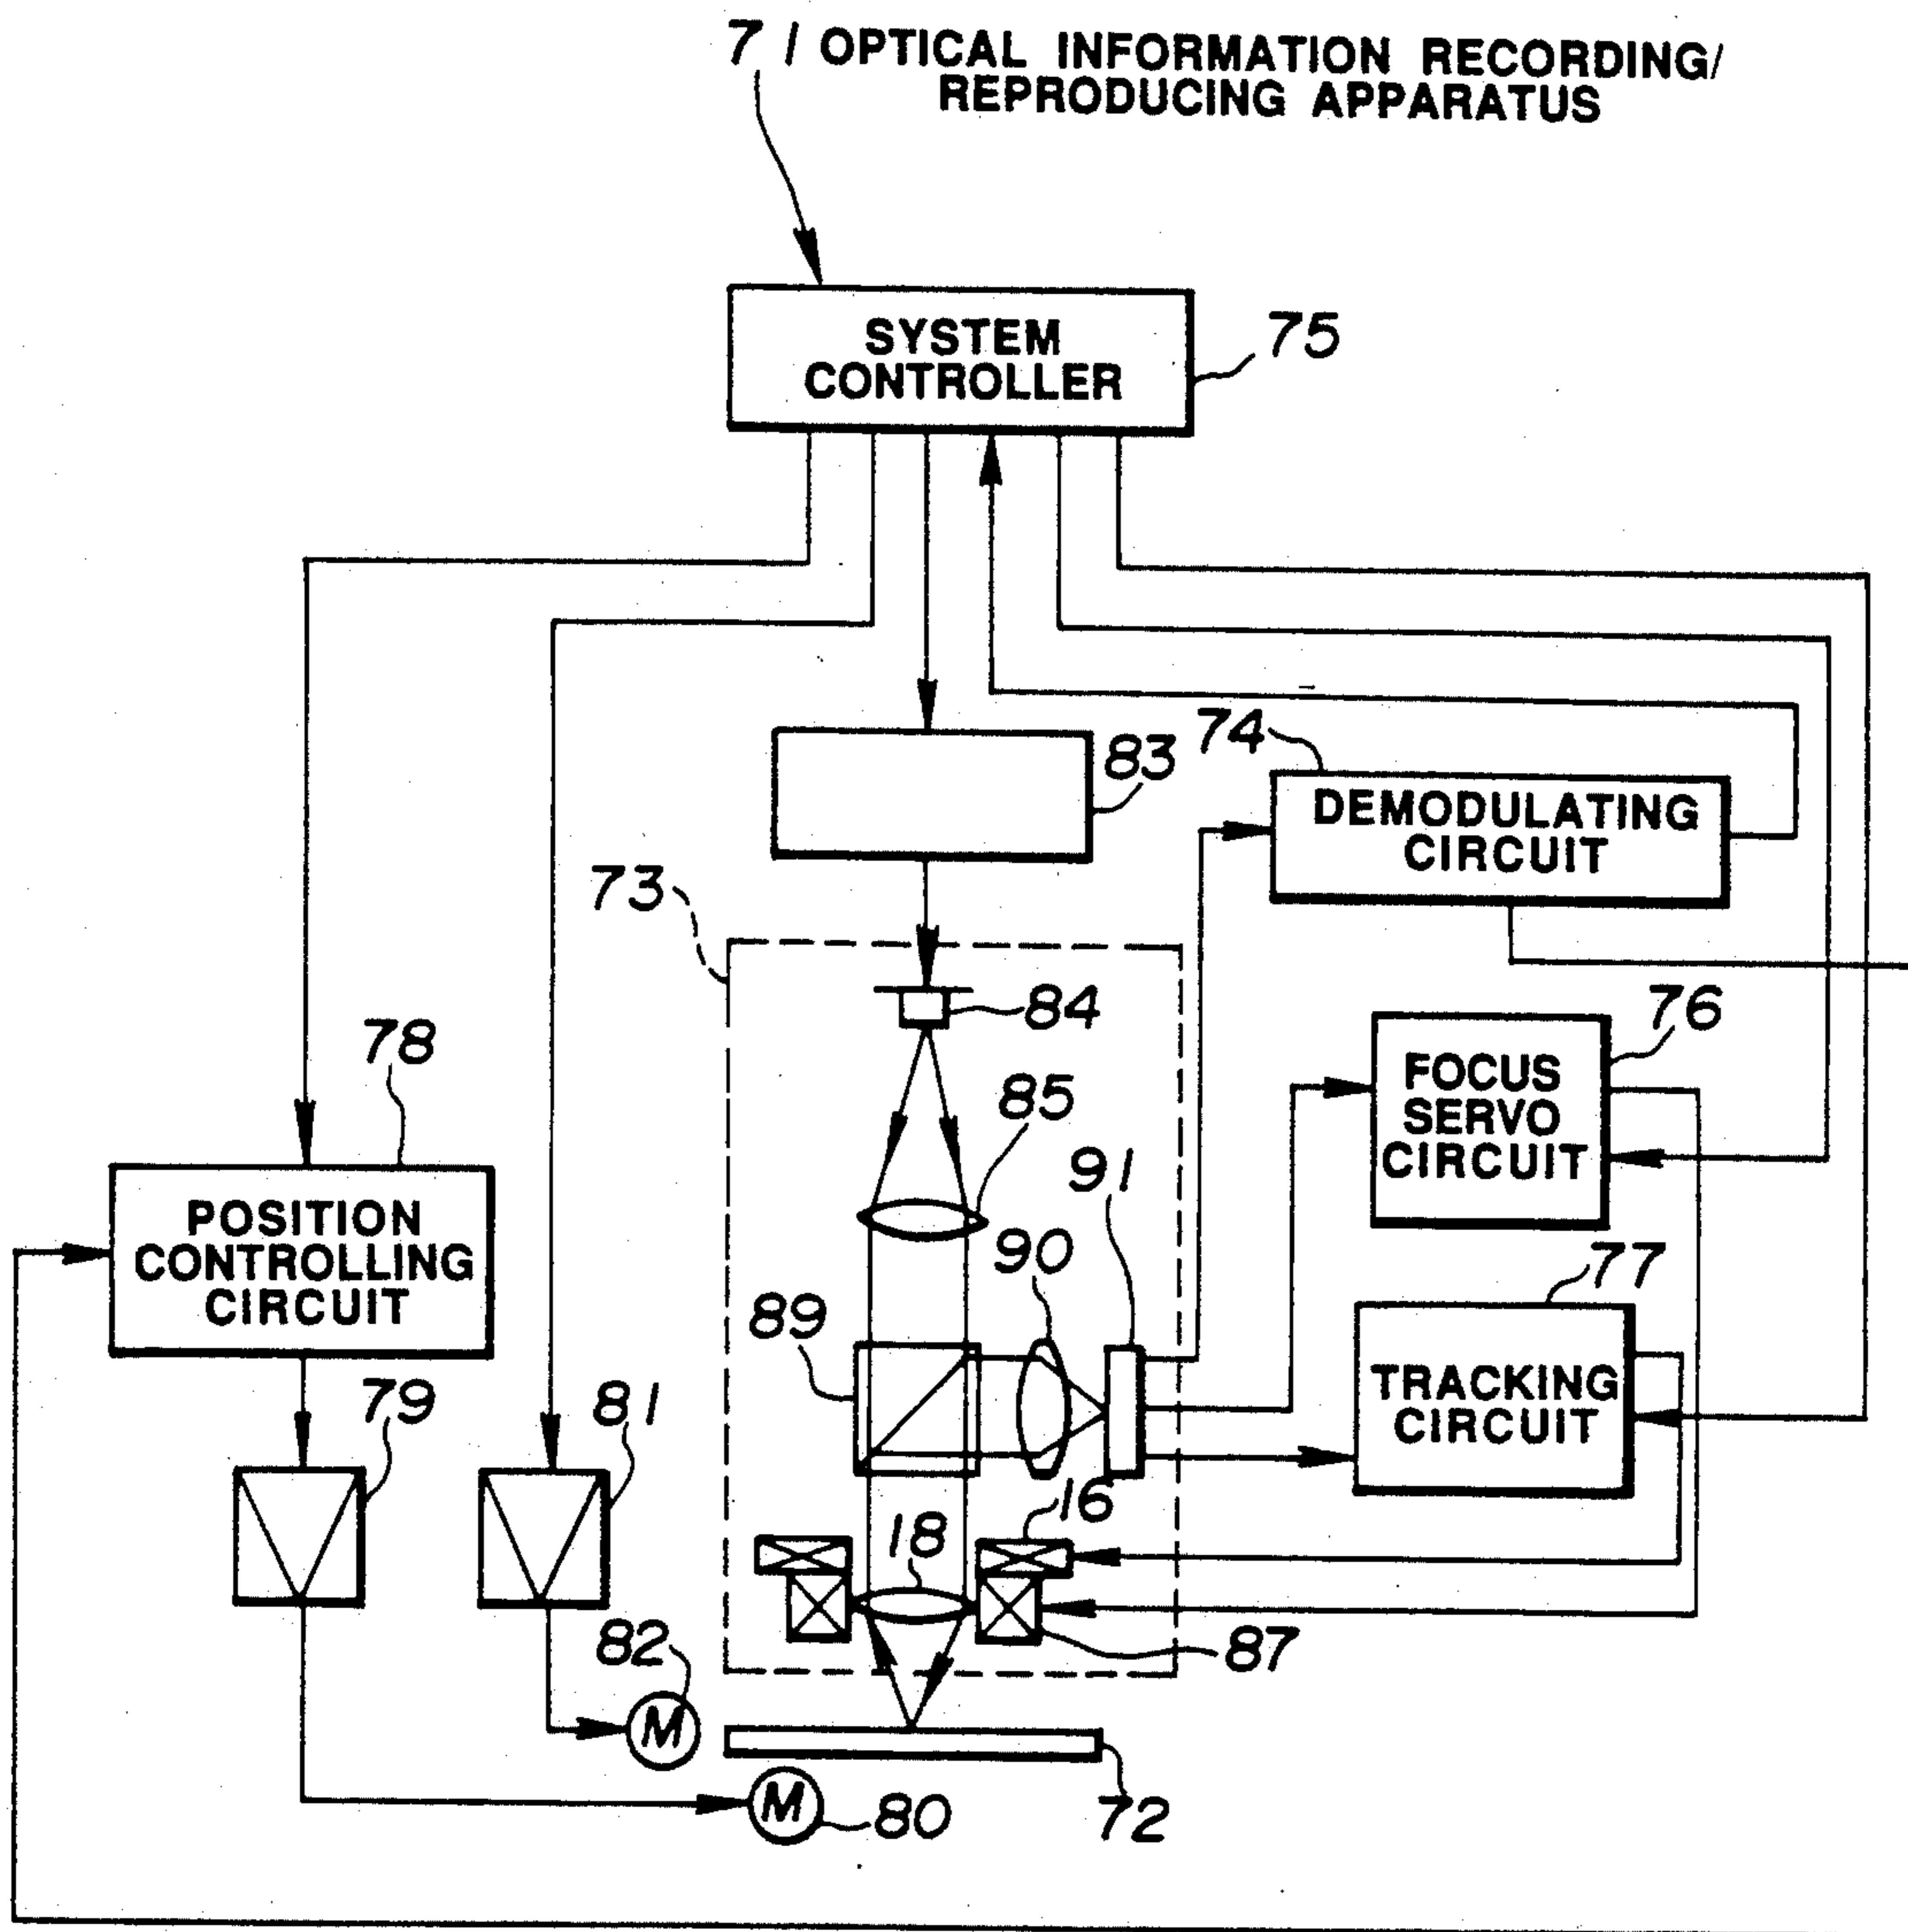 71 OPTICAL INFORMATION RECORDING/
REPRODUCING APPARATUS
SYSTEM
CONTROLLER
75
83
74
DEMODULATING
CIRCUIT
73
84
76
FOCUS
SERVO
CIRCUIT
78
85
91
POSITION
CONTROLLING
CIRCUIT
90
77
89
TRACKING
CIRCUIT
79
81
16
18
82
87
M
72
M
80